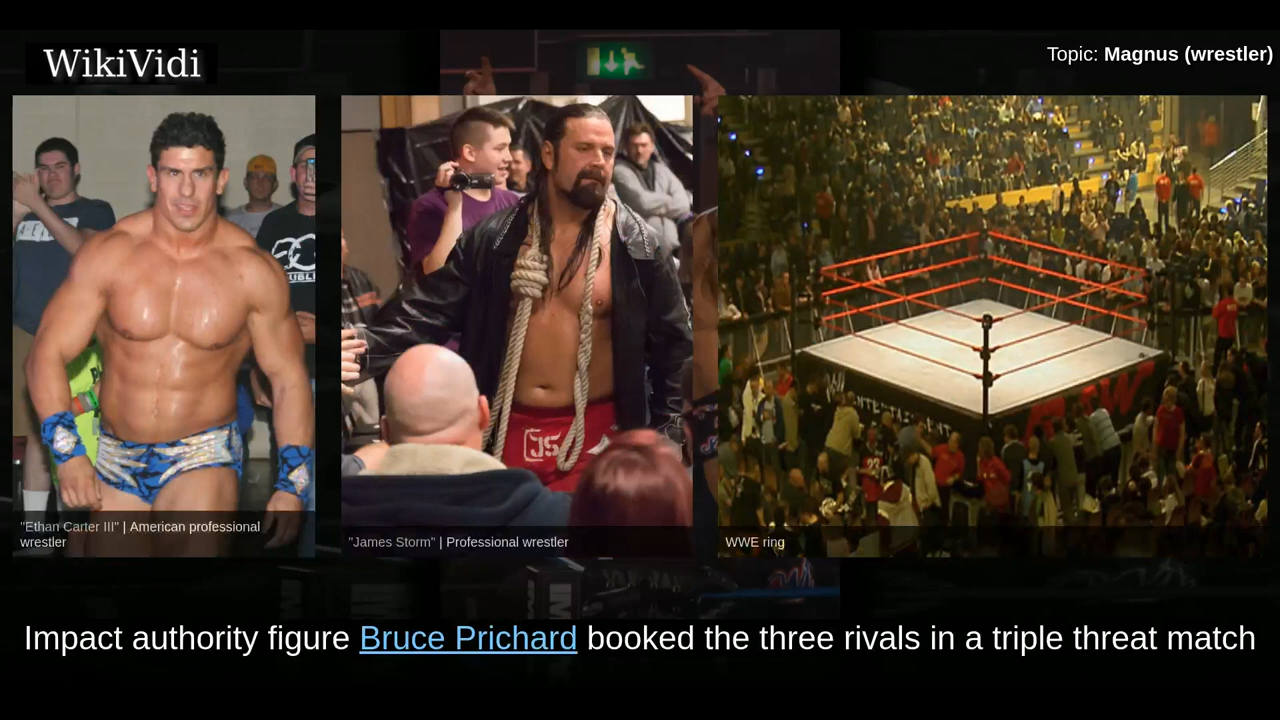 WikiVidi
Topic: Magnus (wrestler)
"Ethan Carter III" | American professional
wrestler
JS
"James Storm" | Professional wrestler
WWE ring
Impact authority figure Bruce Prichard booked the three rivals in a triple threat match